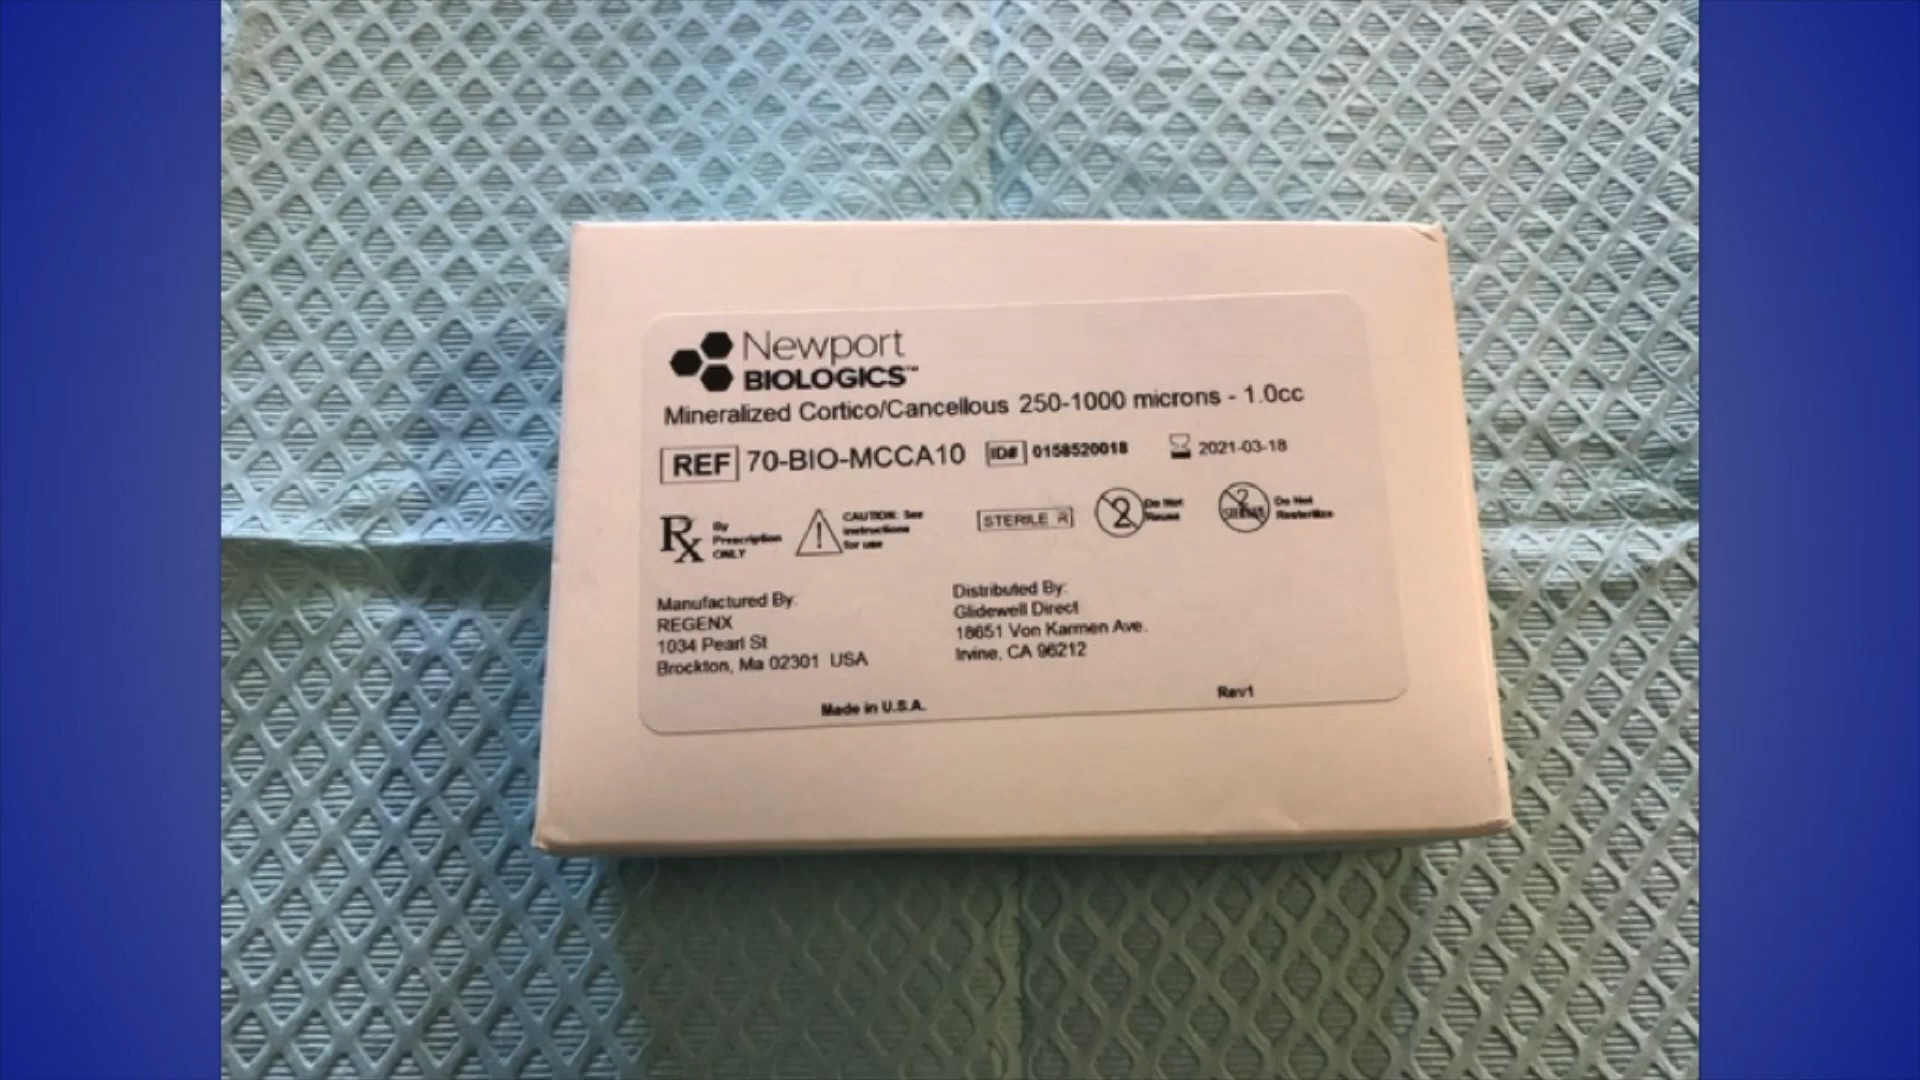 Newport
BIOLOGICS™
Mineralized Cortico/Cancellous 250-1000 microns - 1.0cc
REF 70-BIO-MCCA10 ID# 0158520018 2021-03-18
Rx By Prescription ONLY
CAUTION: See instructions for use
STERILE R
2 Do Not Reuse
2 Do Not Resterilize
Manufactured By:
REGENX
1034 Pearl St
Brockton, Ma 02301 USA
Distributed By:
Glidewell Direct
18651 Von Karmen Ave.
Irvine, CA 96212
Made in U.S.A.
Rev1